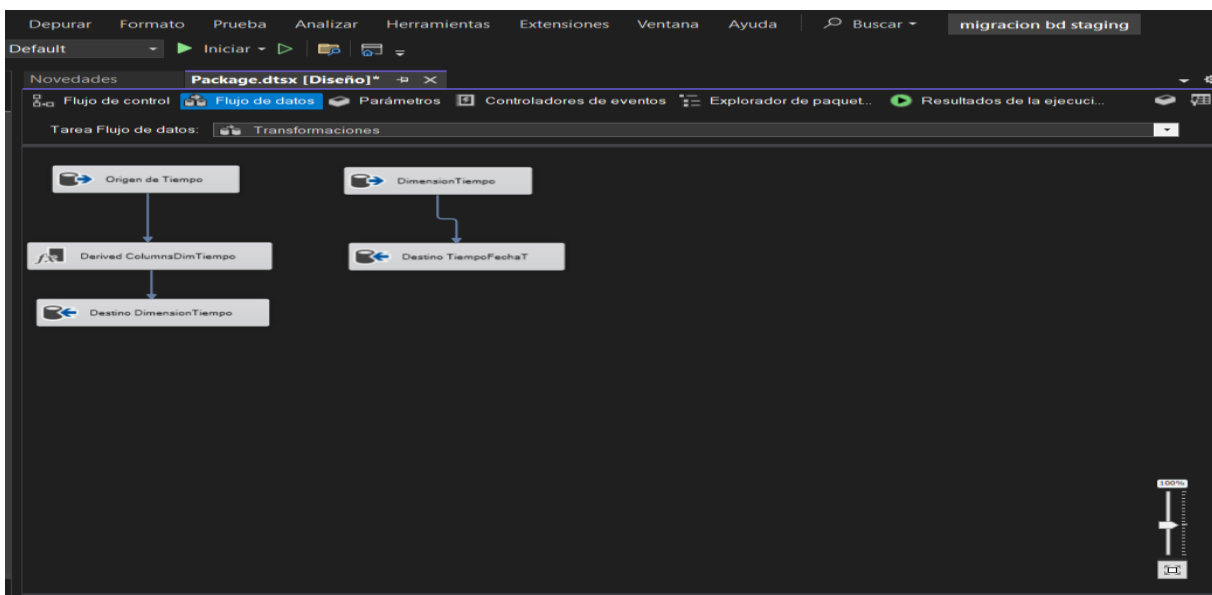 Depurar Formato Prueba Analizar Herramientas Extensiones Ventana Ayuda Buscar migracion bd staging
Default Iniciar
Novedades Package.dtsx [Diseño]*
Flujo de control Flujo de datos Parámetros Controladores de eventos Explorador de paquet... Resultados de la ejecuci...
Tarea Flujo de datos: Transformaciones
Origen de Tiempo DimensionTiempo
Derived ColumnsDimTiempo Destino TiempoFechaT
Destino DimensionTiempo
100%